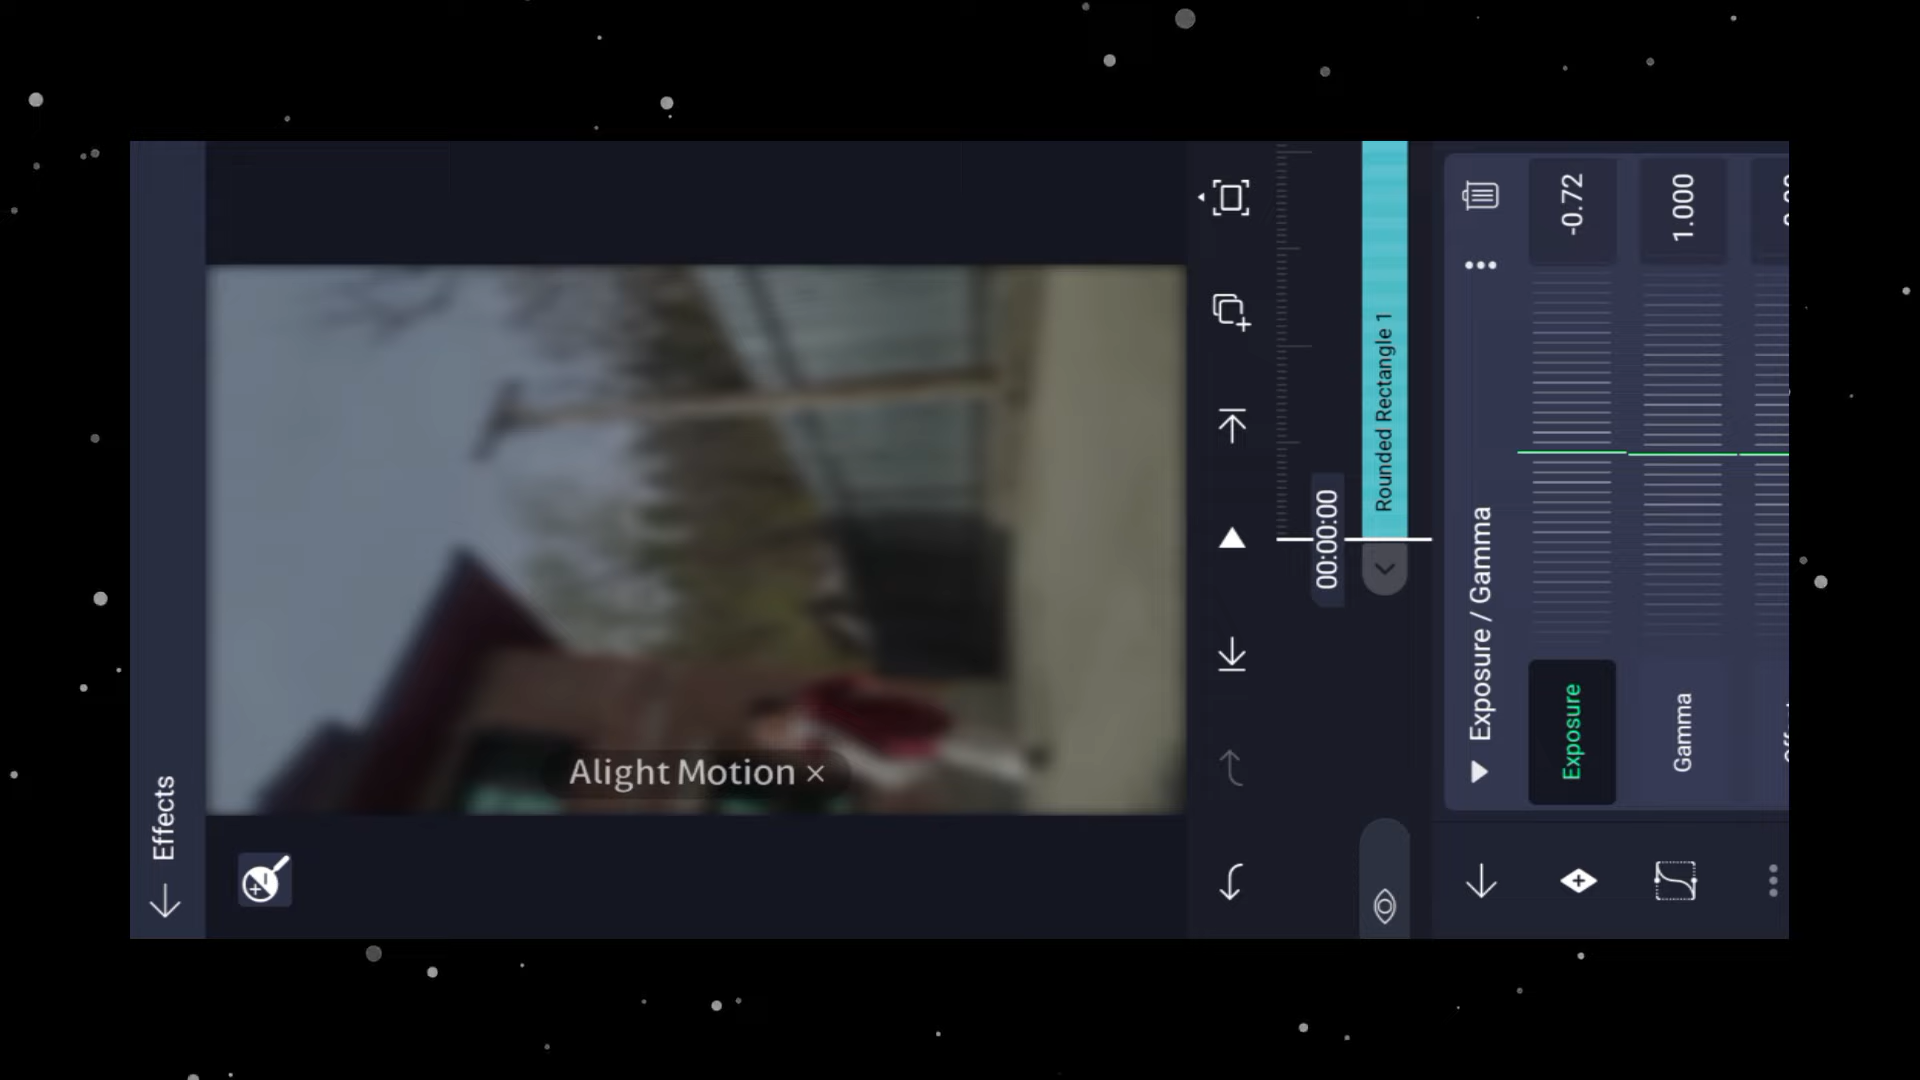 Effects
Alight Motion ×
00:00:00
Rounded Rectangle 1
Exposure / Gamma
Exposure
-0.72
Gamma
1.000